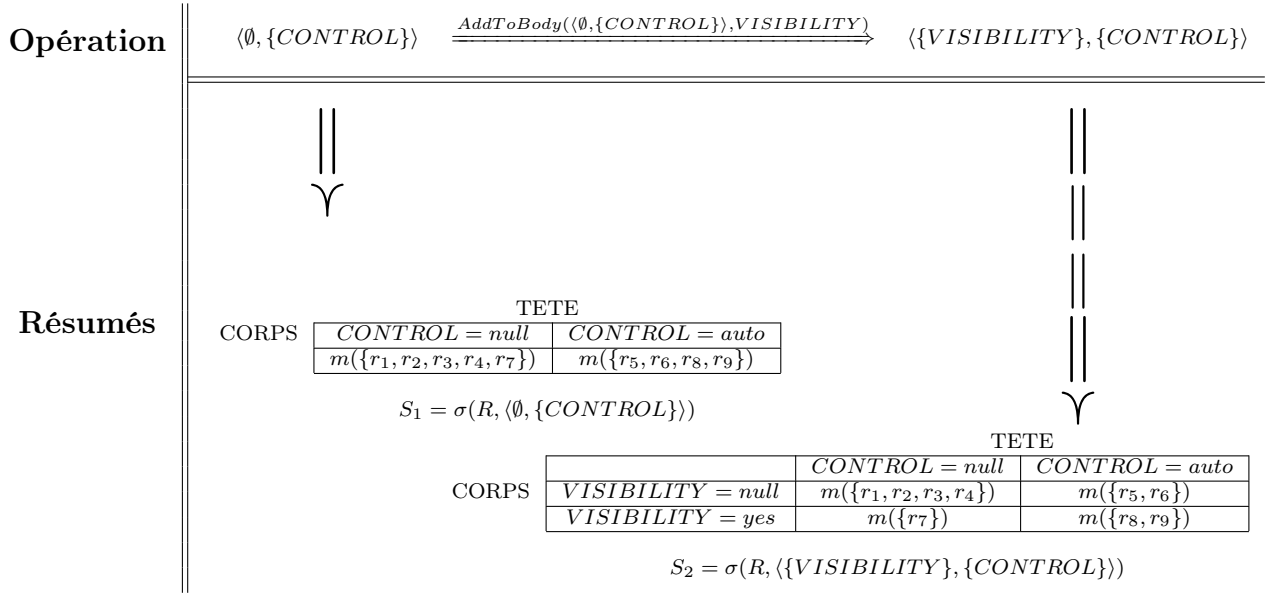 Opération
⟨∅, {CONTROL}⟩ AddToBody(⟨∅,{CONTROL}⟩,VISIBILITY) ⟨{VISIBILITY}, {CONTROL}⟩
Résumés
TETE
CORPS CONTROL = null CONTROL = auto
m({r₁, r₂, r₃, r₄, r₇}) m({r₅, r₆, r₈, r₉})
S₁ = σ(R, ⟨∅, {CONTROL}⟩)
TETE
CONTROL = null CONTROL = auto
CORPS VISIBILITY = null m({r₁, r₂, r₃, r₄}) m({r₅, r₆})
VISIBILITY = yes m({r₇}) m({r₈, r₉})
S₂ = σ(R, ⟨{VISIBILITY}, {CONTROL}⟩)